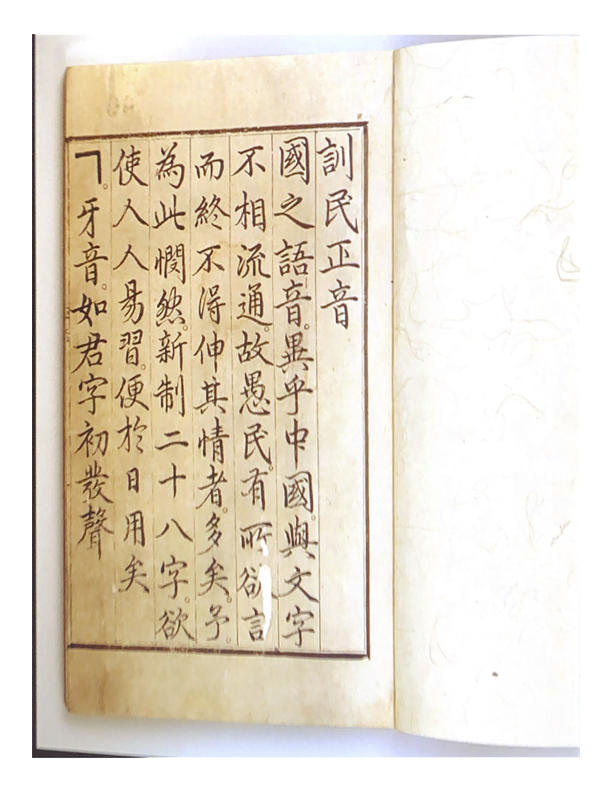 訓民正音
國之語音。異乎中國。與文字
不相流通。故愚民。有所欲言
而終不得伸其情者。多矣。予。
為此憫然。新制二十八字。欲
使人人易習。便於日用矣
ㄱ。牙音。如君字初發聲